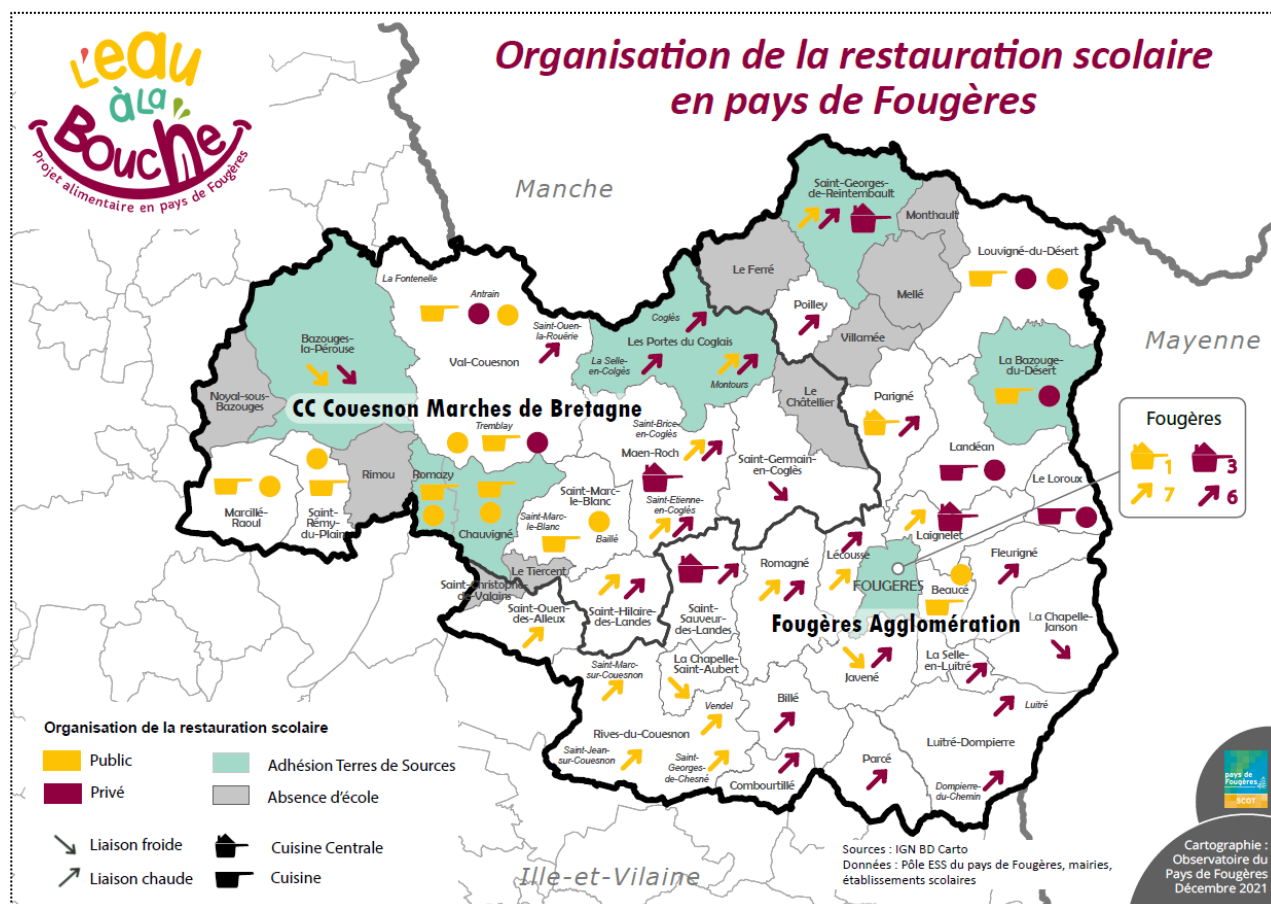 L'eau
à la
Bouche
Projet alimentaire en pays de Fougères
Organisation de la restauration scolaire
en pays de Fougères
Manche
Mayenne
Ille-et-Vilaine
Saint-Georges-
de-Reintembault
Monthault
Louvigné-du-Désert
Le Ferré
Mellé
Poilley
Villamée
La Fontenelle
Antrain
Saint-Ouen-
la-Rouërie
Val-Couesnon
Coglès
Les Portes du Coglais
La Selle-
en-Colgès
Montours
Le
Châtellier
La Bazouge-
du-Désert
Bazouges-
la-Pérouse
Noyal-sous-
Bazouges
CC Couesnon Marches de Bretagne
Parigné
Landéan
Fougères
1
3
7
6
Tremblay
Saint-Brice-
en-Coglès
Maen-Roch
Saint-Germain-
en-Coglès
Le Loroux
Rimou
Romazy
Marcillé-
Raoul
Saint-
Rémy-
du-Plain
Chauvigné
Saint-Marc-
le-Blanc
Saint-Marc-
le-Blanc
Baillé
Saint-Etienne-
en-Coglès
Laignelet
Le Tiercent
Saint-Christophe-
de-Valains
Lécousse
Romagné
FOUGERES
Beaucé
Fleurigné
Saint-Ouen-
des-Alleux
Saint-Hilaire-
des-Landes
Saint-
Sauveur-
des-Landes
Fougères Agglomération
La Chapelle-
Janson
La Selle-
en-Luitré
Javené
Saint-Marc-
sur-Couesnon
La Chapelle-
Saint-Aubert
Vendel
Billé
Luitré
Rives-du-Couesnon
Saint-Jean-
sur-Couesnon
Saint-
Georges-
de-Chesné
Combourtillé
Parcé
Luitré-Dompierre
Dompierre-
du-Chemin
Organisation de la restauration scolaire
Public
Privé
Adhésion Terres de Sources
Absence d'école
Liaison froide
Liaison chaude
Cuisine Centrale
Cuisine
Sources : IGN BD Carto
Données : Pôle ESS du pays de Fougères, mairies,
établissements scolaires
pays de
Fougères
SCOT
Cartographie :
Observatoire du
Pays de Fougères
Décembre 2021